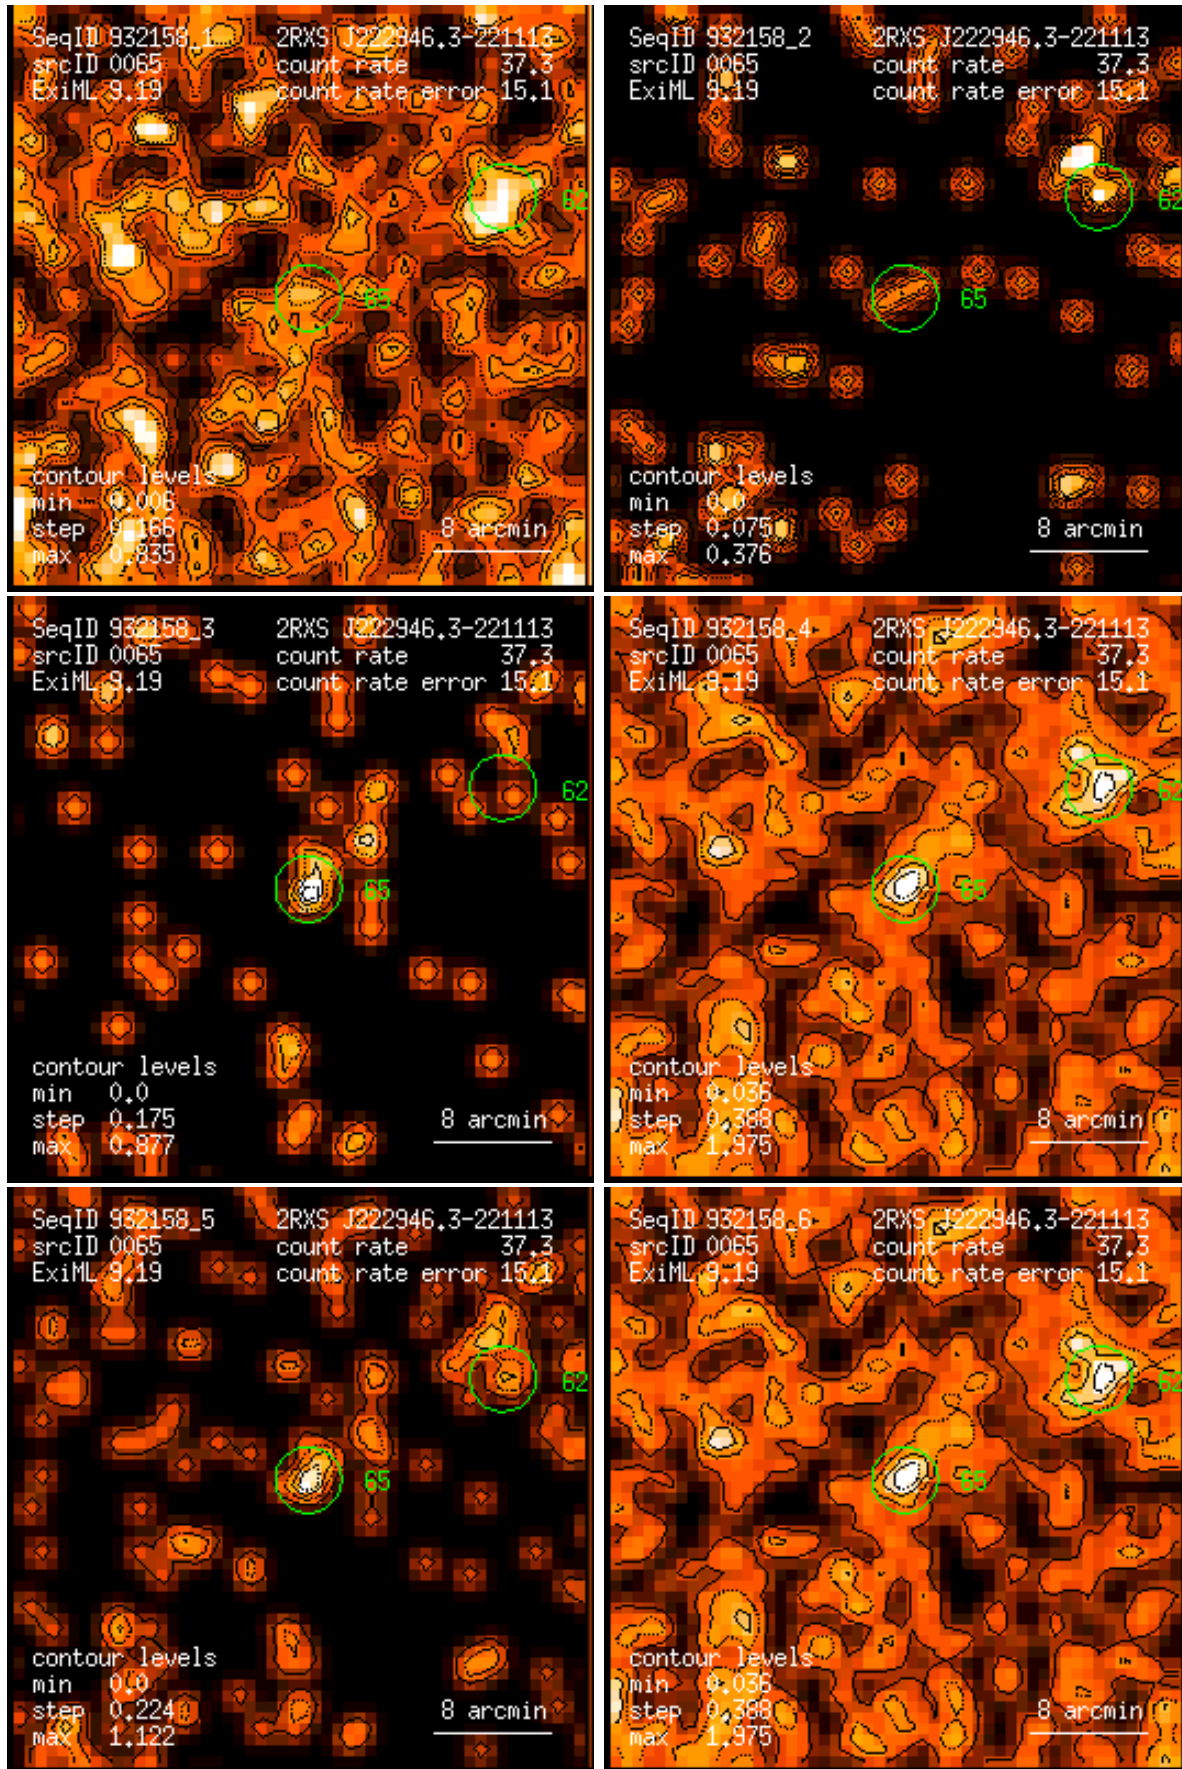 SeqID 932158_1 2RXS J222946.3-221113
srcID 0065 count rate 37.3
ExiML 9.19 count rate error 15.1
62
65
contour levels
min 0.006
step 0.166
max 0.835
8 arcmin
SeqID 932158_2 2RXS J222946.3-221113
srcID 0065 count rate 37.3
ExiML 9.19 count rate error 15.1
62
65
contour levels
min 0.0
step 0.075
max 0.376
8 arcmin
SeqID 932158_3 2RXS J222946.3-221113
srcID 0065 count rate 37.3
ExiML 9.19 count rate error 15.1
62
65
contour levels
min 0.0
step 0.175
max 0.877
8 arcmin
SeqID 932158_4 2RXS J222946.3-221113
srcID 0065 count rate 37.3
ExiML 9.19 count rate error 15.1
62
65
contour levels
min 0.036
step 0.388
max 1.975
8 arcmin
SeqID 932158_5 2RXS J222946.3-221113
srcID 0065 count rate 37.3
ExiML 9.19 count rate error 15.1
62
65
contour levels
min 0.0
step 0.224
max 1.122
8 arcmin
SeqID 932158_6 2RXS J222946.3-221113
srcID 0065 count rate 37.3
ExiML 9.19 count rate error 15.1
62
65
contour levels
min 0.036
step 0.388
max 1.975
8 arcmin